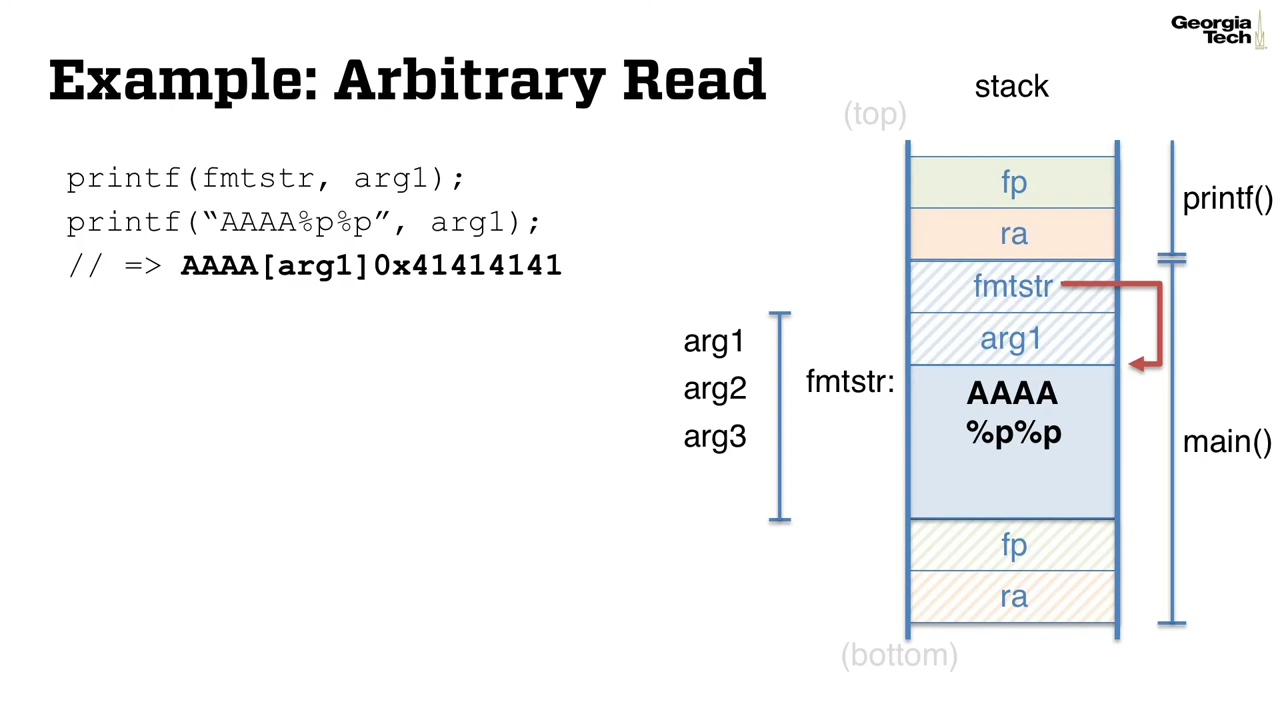 Georgia
Tech
Example: Arbitrary Read
printf(fmtstr, arg1);
printf(“AAAA%p%p”, arg1);
// => AAAA[arg1]0x41414141
stack
(top)
fp
ra
printf()
fmtstr
arg1
arg1
arg2
arg3
fmtstr:
AAAA
%p%p
main()
fp
ra
(bottom)